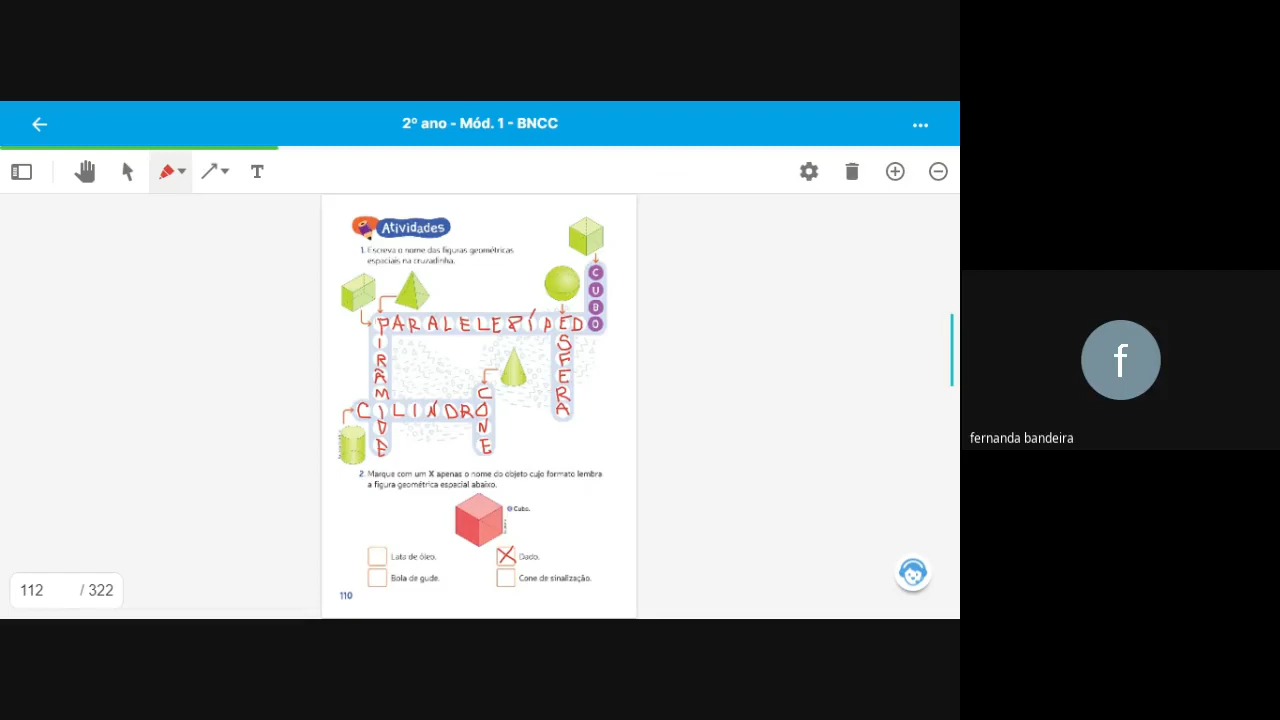 2º ano - Mód. 1 - BNCC
T
Atividades
1. Escreva o nome das figuras geométricas
espaciais na cruzadinha.
CUBO
PARALELEPÍPEDO
PIRÂMIDE
ESFERA
CONE
CILINDRO
2. Marque com um X apenas o nome do objeto cujo formato lembra
a figura geométrica espacial abaixo.
Cubo.
Lata de óleo.
X Dado.
Bola de gude.
Cone de sinalização.
110
112 / 322
f
fernanda bandeira